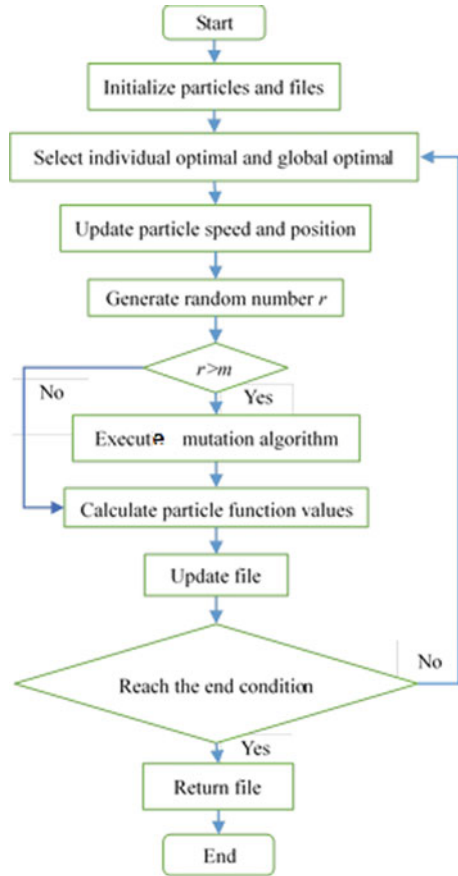 Start
Initialize particles and files
Select individual optimal and global optimal
Update particle speed and position
Generate random number r
r>m
No
Yes
Execute mutation algorithm
Calculate particle function values
Update file
Reach the end condition
No
Yes
Return file
End